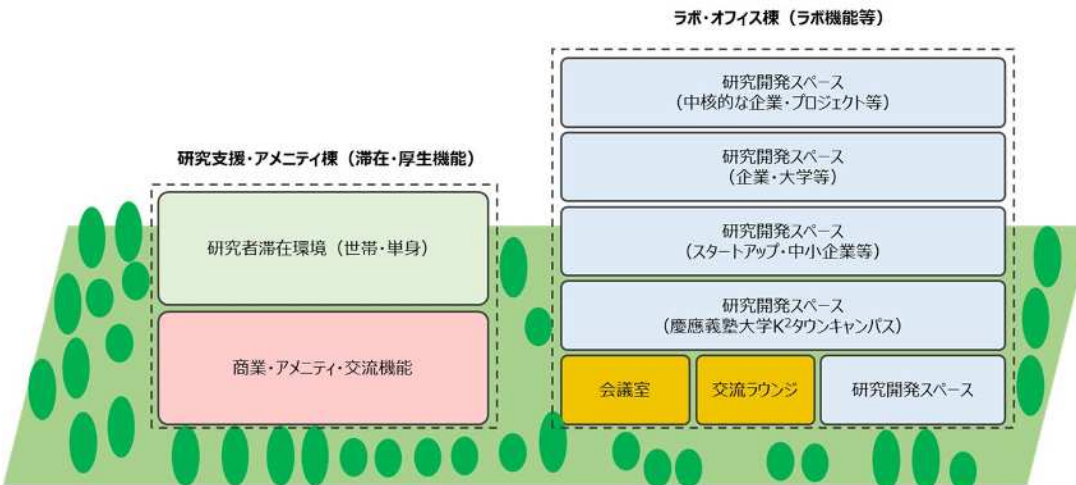 ラボ・オフィス棟（ラボ機能等）
研究開発スペース
（中核的な企業・プロジェクト等）
研究開発スペース
（企業・大学等）
研究開発スペース
（スタートアップ・中小企業等）
研究開発スペース
（慶應義塾大学K²タウンキャンパス）
会議室
交流ラウンジ
研究開発スペース
研究支援・アメニティ棟（滞在・厚生機能）
研究者滞在環境（世帯・単身）
商業・アメニティ・交流機能